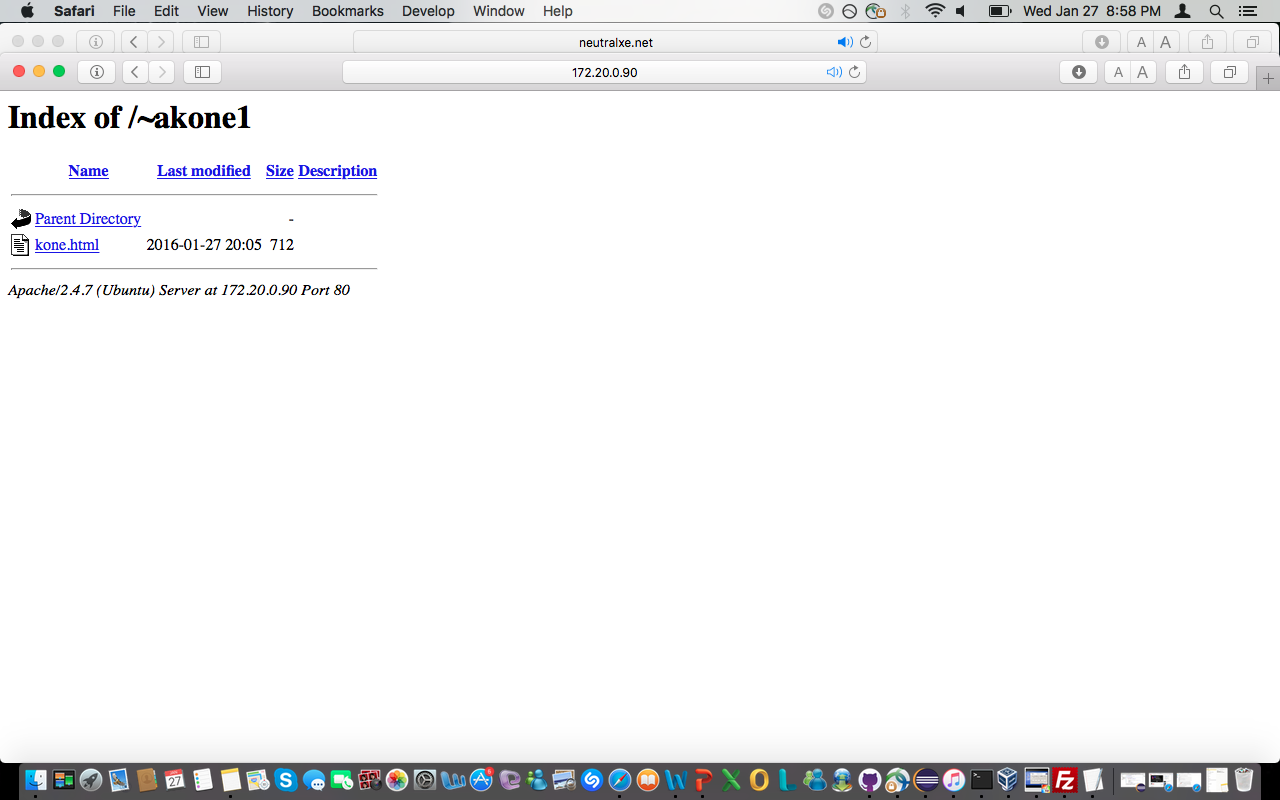 Safari File Edit View History Bookmarks Develop Window Help Wed Jan 27 8:58 PM
neutralxe.net A A
172.20.0.90 A A
Index of /~akone1
Name Last modified Size Description
Parent Directory -
kone.html 2016-01-27 20:05 712
Apache/2.4.7 (Ubuntu) Server at 172.20.0.90 Port 80
27